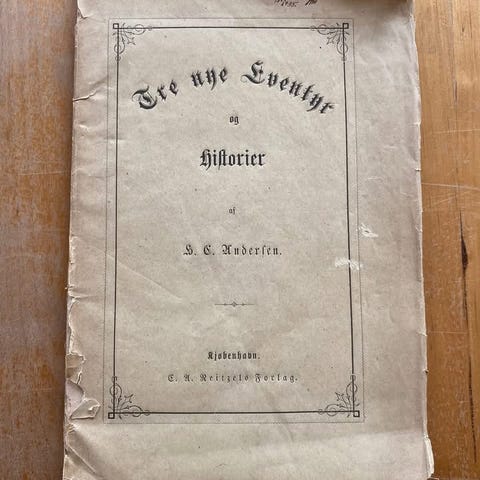 Tre nye Eventyr
og
Historier
af
H. C. Andersen.
Kjøbenhavn.
C. A. Reitzels Forlag.